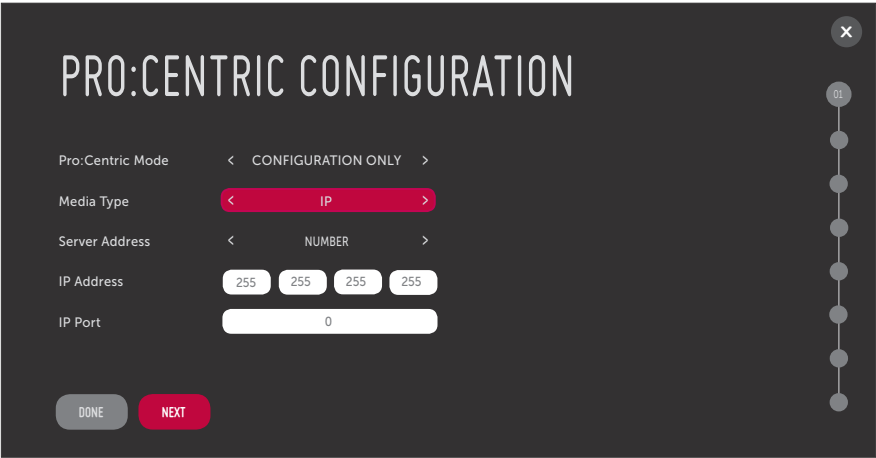 X
PRO:CENTRIC CONFIGURATION
01
Pro:Centric Mode < CONFIGURATION ONLY >
Media Type < IP >
Server Address < NUMBER >
IP Address 255 255 255 255
IP Port 0
DONE NEXT